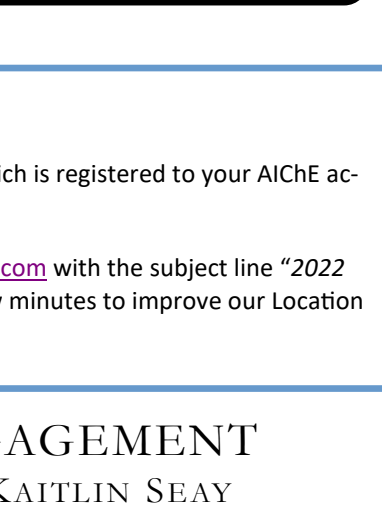 ich is registered to your AIChE ac-
.com with the subject line “2022
minutes to improve our Location
GAGEMENT
KAITLIN SEAY